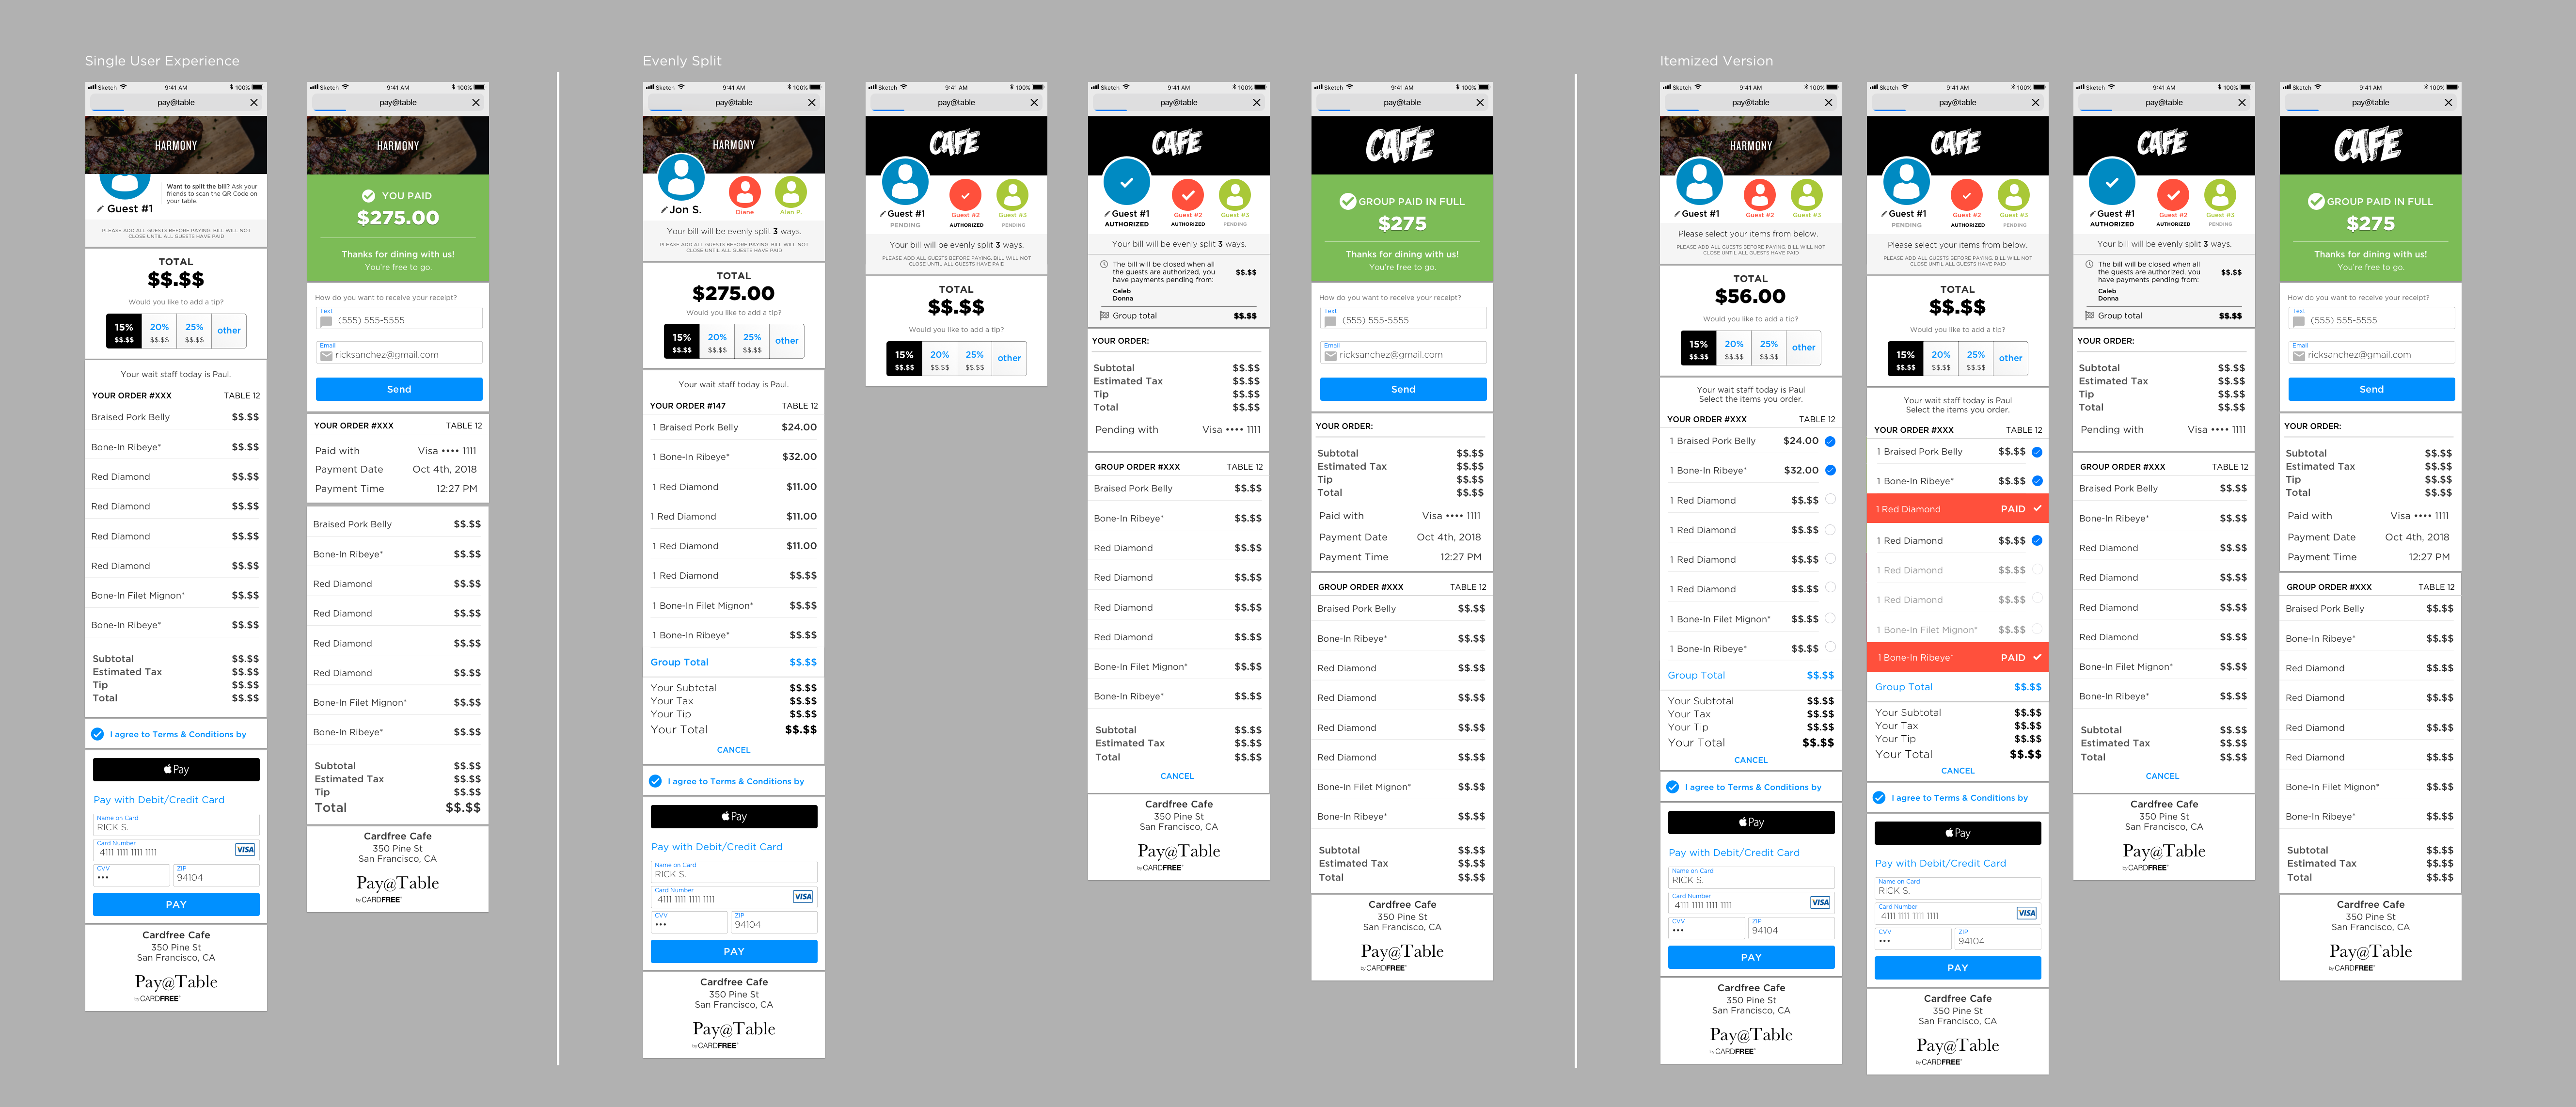 Single User Experience
Sketch 9:41 AM 100%
pay@table
HARMONY
Want to split the bill? Ask your
friends to scan the QR Code on
your table.
Guest #1
PLEASE ADD ALL GUESTS BEFORE PAYING. BILL WILL NOT
CLOSE UNTIL ALL GUESTS HAVE PAID
TOTAL
$$.$$
Would you like to add a tip?
15% 20% 25% other
$$.$$ $$.$$ $$.$$
Your wait staff today is Paul.
YOUR ORDER #XXX TABLE 12
Braised Pork Belly $$.$$
Bone-In Ribeye* $$.$$
Red Diamond $$.$$
Red Diamond $$.$$
Red Diamond $$.$$
Red Diamond $$.$$
Bone-In Filet Mignon* $$.$$
Bone-In Ribeye* $$.$$
Subtotal $$.$$
Estimated Tax $$.$$
Tip $$.$$
Total $$.$$
I agree to Terms & Conditions by
Pay
Pay with Debit/Credit Card
Name on Card
RICK S.
Card Number
4111 1111 1111 1111 VISA
CVV ZIP
••• 94104
PAY
Cardfree Cafe
350 Pine St
San Francisco, CA
Pay@Table
by CARDFREE
Sketch 9:41 AM 100%
pay@table
HARMONY
YOU PAID
$275.00
Thanks for dining with us!
You're free to go.
How do you want to receive your receipt?
Text
(555) 555-5555
Email
ricksanchez@gmail.com
Send
YOUR ORDER #XXX TABLE 12
Paid with Visa •••• 1111
Payment Date Oct 4th, 2018
Payment Time 12:27 PM
Braised Pork Belly $$.$$
Bone-In Ribeye* $$.$$
Red Diamond $$.$$
Red Diamond $$.$$
Red Diamond $$.$$
Red Diamond $$.$$
Bone-In Filet Mignon* $$.$$
Bone-In Ribeye* $$.$$
Subtotal $$.$$
Estimated Tax $$.$$
Tip $$.$$
Total $$.$$
Cardfree Cafe
350 Pine St
San Francisco, CA
Pay@Table
by CARDFREE
Evenly Split
Sketch 9:41 AM 100%
pay@table
HARMONY
Jon S. Diane Alan P.
Your bill will be evenly split 3 ways.
PLEASE ADD ALL GUESTS BEFORE PAYING. BILL WILL NOT
CLOSE UNTIL ALL GUESTS HAVE PAID
TOTAL
$275.00
Would you like to add a tip?
15% 20% 25% other
$$.$$ $$.$$ $$.$$
Your wait staff today is Paul.
YOUR ORDER #147 TABLE 12
1 Braised Pork Belly $24.00
1 Bone-In Ribeye* $32.00
1 Red Diamond $11.00
1 Red Diamond $11.00
1 Red Diamond $11.00
1 Red Diamond $$.$$
1 Bone-In Filet Mignon* $$.$$
1 Bone-In Ribeye* $$.$$
Group Total $$.$$
Your Subtotal $$.$$
Your Tax $$.$$
Your Tip $$.$$
Your Total $$.$$
CANCEL
I agree to Terms & Conditions by
Pay
Pay with Debit/Credit Card
Name on Card
RICK S.
Card Number
4111 1111 1111 1111 VISA
CVV ZIP
••• 94104
PAY
Cardfree Cafe
350 Pine St
San Francisco, CA
Pay@Table
by CARDFREE
Sketch 9:41 AM 100%
pay@table
CAFE
Guest #1 Guest #2 Guest #3
PENDING AUTHORIZED PENDING
Your bill will be evenly split 3 ways.
PLEASE ADD ALL GUESTS BEFORE PAYING. BILL WILL NOT
CLOSE UNTIL ALL GUESTS HAVE PAID
TOTAL
$$.$$
Would you like to add a tip?
15% 20% 25% other
$$.$$ $$.$$ $$.$$
Sketch 9:41 AM 100%
pay@table
CAFE
Guest #1 Guest #2 Guest #3
AUTHORIZED AUTHORIZED PENDING
Your bill will be evenly split 3 ways.
The bill will be closed when all
the guests are authorized, you $$.$$
have payments pending from:
Caleb
Donna
Group total $$.$$
YOUR ORDER:
Subtotal $$.$$
Estimated Tax $$.$$
Tip $$.$$
Total $$.$$
Pending with Visa •••• 1111
GROUP ORDER #XXX TABLE 12
Braised Pork Belly $$.$$
Bone-In Ribeye* $$.$$
Red Diamond $$.$$
Red Diamond $$.$$
Red Diamond $$.$$
Red Diamond $$.$$
Bone-In Filet Mignon* $$.$$
Bone-In Ribeye* $$.$$
Subtotal $$.$$
Estimated Tax $$.$$
Total $$.$$
CANCEL
Cardfree Cafe
350 Pine St
San Francisco, CA
Pay@Table
by CARDFREE
Sketch 9:41 AM 100%
pay@table
CAFE
GROUP PAID IN FULL
$275
Thanks for dining with us!
You're free to go.
How do you want to receive your receipt?
Text
(555) 555-5555
Email
ricksanchez@gmail.com
Send
YOUR ORDER:
Subtotal $$.$$
Estimated Tax $$.$$
Tip $$.$$
Total $$.$$
Paid with Visa •••• 1111
Payment Date Oct 4th, 2018
Payment Time 12:27 PM
GROUP ORDER #XXX TABLE 12
Braised Pork Belly $$.$$
Bone-In Ribeye* $$.$$
Red Diamond $$.$$
Red Diamond $$.$$
Red Diamond $$.$$
Red Diamond $$.$$
Bone-In Filet Mignon* $$.$$
Bone-In Ribeye* $$.$$
Subtotal $$.$$
Estimated Tax $$.$$
Total $$.$$
Cardfree Cafe
350 Pine St
San Francisco, CA
Pay@Table
by CARDFREE
Itemized Version
Sketch 9:41 AM 100%
pay@table
HARMONY
Guest #1 Guest #2 Guest #3
Please select your items from below.
PLEASE ADD ALL GUESTS BEFORE PAYING. BILL WILL NOT
CLOSE UNTIL ALL GUESTS HAVE PAID
TOTAL
$56.00
Would you like to add a tip?
15% 20% 25% other
$$.$$ $$.$$ $$.$$
Your wait staff today is Paul
Select the items you order.
YOUR ORDER #XXX TABLE 12
1 Braised Pork Belly $24.00
1 Bone-In Ribeye* $32.00
1 Red Diamond $$.$$
1 Red Diamond $$.$$
1 Red Diamond $$.$$
1 Red Diamond $$.$$
1 Bone-In Filet Mignon* $$.$$
1 Bone-In Ribeye* $$.$$
Group Total $$.$$
Your Subtotal $$.$$
Your Tax $$.$$
Your Tip $$.$$
Your Total $$.$$
CANCEL
I agree to Terms & Conditions by
Pay
Pay with Debit/Credit Card
Name on Card
RICK S.
Card Number
4111 1111 1111 1111 VISA
CVV ZIP
••• 94104
PAY
Cardfree Cafe
350 Pine St
San Francisco, CA
Pay@Table
by CARDFREE
Sketch 9:41 AM 100%
pay@table
CAFE
Guest #1 Guest #2 Guest #3
PENDING AUTHORIZED PENDING
Please select your items from below.
PLEASE ADD ALL GUESTS BEFORE PAYING. BILL WILL NOT
CLOSE UNTIL ALL GUESTS HAVE PAID
TOTAL
$$.$$
Would you like to add a tip?
15% 20% 25% other
$$.$$ $$.$$ $$.$$
Your wait staff today is Paul
Select the items you order.
YOUR ORDER #XXX TABLE 12
1 Braised Pork Belly $$.$$
1 Bone-In Ribeye* $$.$$
1 Red Diamond PAID
1 Red Diamond $$.$$
1 Red Diamond $$.$$
1 Red Diamond $$.$$
1 Bone-In Filet Mignon* $$.$$
1 Bone-In Ribeye* PAID
Group Total $$.$$
Your Subtotal $$.$$
Your Tax $$.$$
Your Tip $$.$$
Your Total $$.$$
CANCEL
I agree to Terms & Conditions by
Pay
Pay with Debit/Credit Card
Name on Card
RICK S.
Card Number
4111 1111 1111 1111 VISA
CVV ZIP
••• 94104
PAY
Cardfree Cafe
350 Pine St
San Francisco, CA
Pay@Table
by CARDFREE
Sketch 9:41 AM 100%
pay@table
CAFE
Guest #1 Guest #2 Guest #3
AUTHORIZED AUTHORIZED PENDING
Your bill will be evenly split 3 ways.
The bill will be closed when all
the guests are authorized, you $$.$$
have payments pending from:
Caleb
Donna
Group total $$.$$
YOUR ORDER:
Subtotal $$.$$
Estimated Tax $$.$$
Tip $$.$$
Total $$.$$
Pending with Visa •••• 1111
GROUP ORDER #XXX TABLE 12
Braised Pork Belly $$.$$
Bone-In Ribeye* $$.$$
Red Diamond $$.$$
Red Diamond $$.$$
Red Diamond $$.$$
Red Diamond $$.$$
Bone-In Filet Mignon* $$.$$
Bone-In Ribeye* $$.$$
Subtotal $$.$$
Estimated Tax $$.$$
Total $$.$$
CANCEL
Cardfree Cafe
350 Pine St
San Francisco, CA
Pay@Table
by CARDFREE
Sketch 9:41 AM 100%
pay@table
CAFE
GROUP PAID IN FULL
$275
Thanks for dining with us!
You're free to go.
How do you want to receive your receipt?
Text
(555) 555-5555
Email
ricksanchez@gmail.com
Send
YOUR ORDER:
Subtotal $$.$$
Estimated Tax $$.$$
Tip $$.$$
Total $$.$$
Paid with Visa •••• 1111
Payment Date Oct 4th, 2018
Payment Time 12:27 PM
GROUP ORDER #XXX TABLE 12
Braised Pork Belly $$.$$
Bone-In Ribeye* $$.$$
Red Diamond $$.$$
Red Diamond $$.$$
Red Diamond $$.$$
Red Diamond $$.$$
Bone-In Filet Mignon* $$.$$
Bone-In Ribeye* $$.$$
Subtotal $$.$$
Estimated Tax $$.$$
Total $$.$$
Cardfree Cafe
350 Pine St
San Francisco, CA
Pay@Table
by CARDFREE